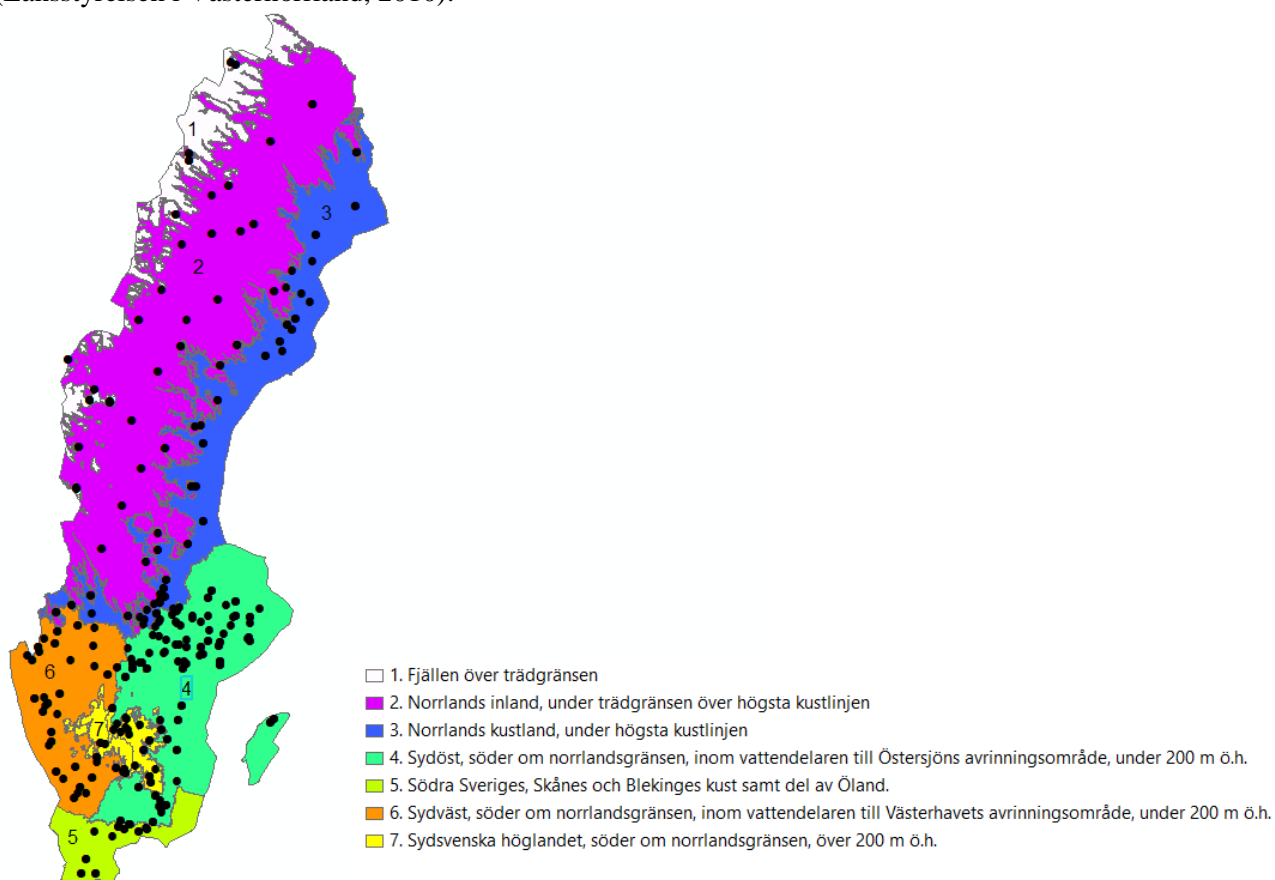 (Länsstyrelsen i Västernorrland, 2016).
1
3
2
6
4
7
5
1. Fjällen över trädgränsen
2. Norrlands inland, under trädgränsen över högsta kustlinjen
3. Norrlands kustland, under högsta kustlinjen
4. Sydöst, söder om norrlandsgränsen, inom vattendelaren till Östersjöns avrinningsområde, under 200 m ö.h.
5. Södra Sveriges, Skånes och Blekinges kust samt del av Öland.
6. Sydväst, söder om norrlandsgränsen, inom vattendelaren till Västerhavets avrinningsområde, under 200 m ö.h.
7. Sydsvenska höglandet, söder om norrlandsgränsen, över 200 m ö.h.